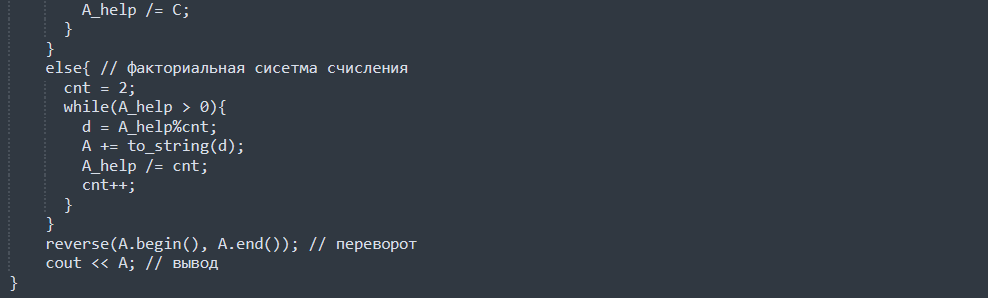 A_help /= C;
}
}
else{ // факториальная сисетма счисления
cnt = 2;
while(A_help > 0){
d = A_help%cnt;
A += to_string(d);
A_help /= cnt;
cnt++;
}
}
reverse(A.begin(), A.end()); // переворот
cout << A; // вывод
}